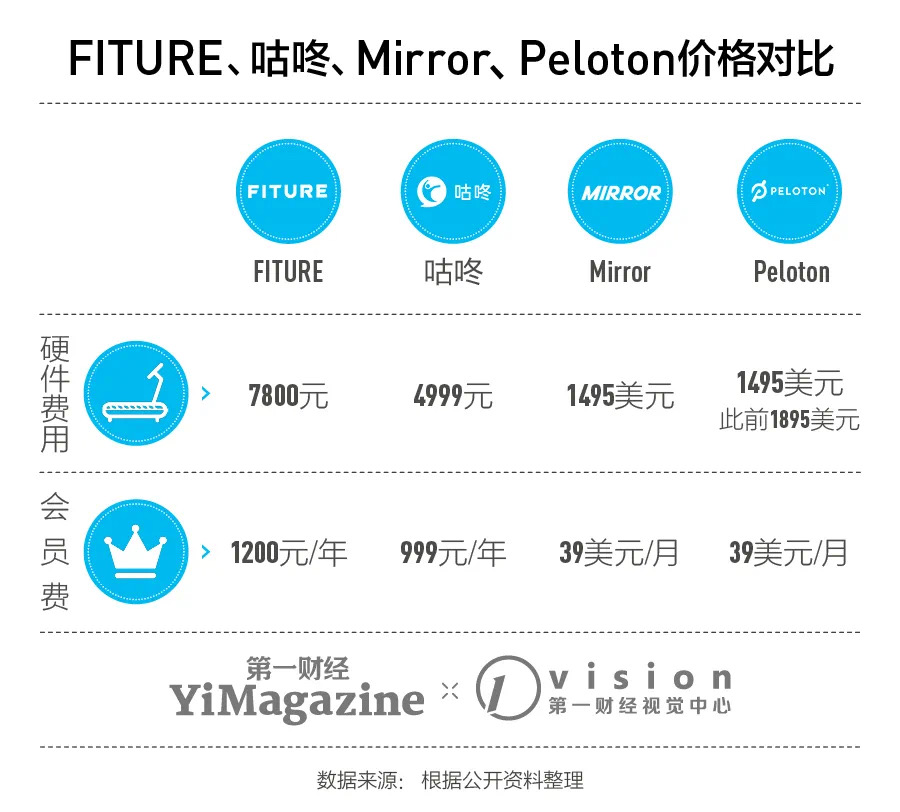 FITURE、咕咚、Mirror、Peloton价格对比
FITURE
咕咚
MIRROR
PELOTON
FITURE
咕咚
Mirror
Peloton
硬件费用
7800元
4999元
1495美元
1495美元
此前1895美元
会员费
1200元/年
999元/年
39美元/月
39美元/月
第一财经
YiMagazine
vision
第一财经视觉中心
数据来源： 根据公开资料整理